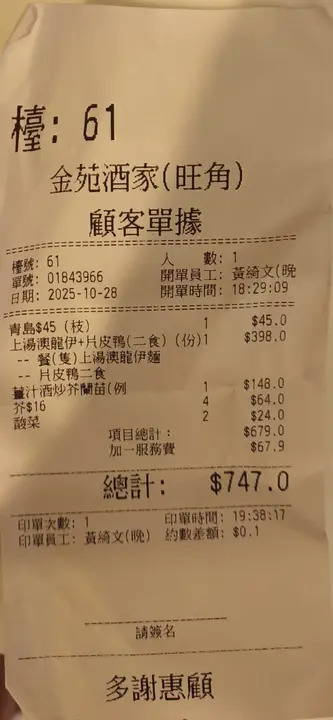 檯: 61
金苑酒家(旺角)
顧客單據
檯號: 61 人 數: 1
單號: 01843966 開單員工: 黃綺文(晚
日期: 2025-10-28 開單時間: 18:29:09
青島$45 (枝) 1 $45.0
上湯澳龍伊+片皮鴨(二食) (份)1 $398.0
-- 餐(隻)上湯澳龍伊麵
-- 片皮鴨二食
薑汁酒炒芥蘭苗(例 1 $148.0
芥$16 4 $64.0
酸菜 2 $24.0
項目總計: $679.0
加一服務費 $67.9
總計: $747.0
印單次數: 1 印單時間: 19:38:17
印單員工: 黃綺文(晚) 約數差額: $0.1
請簽名
多謝惠顧